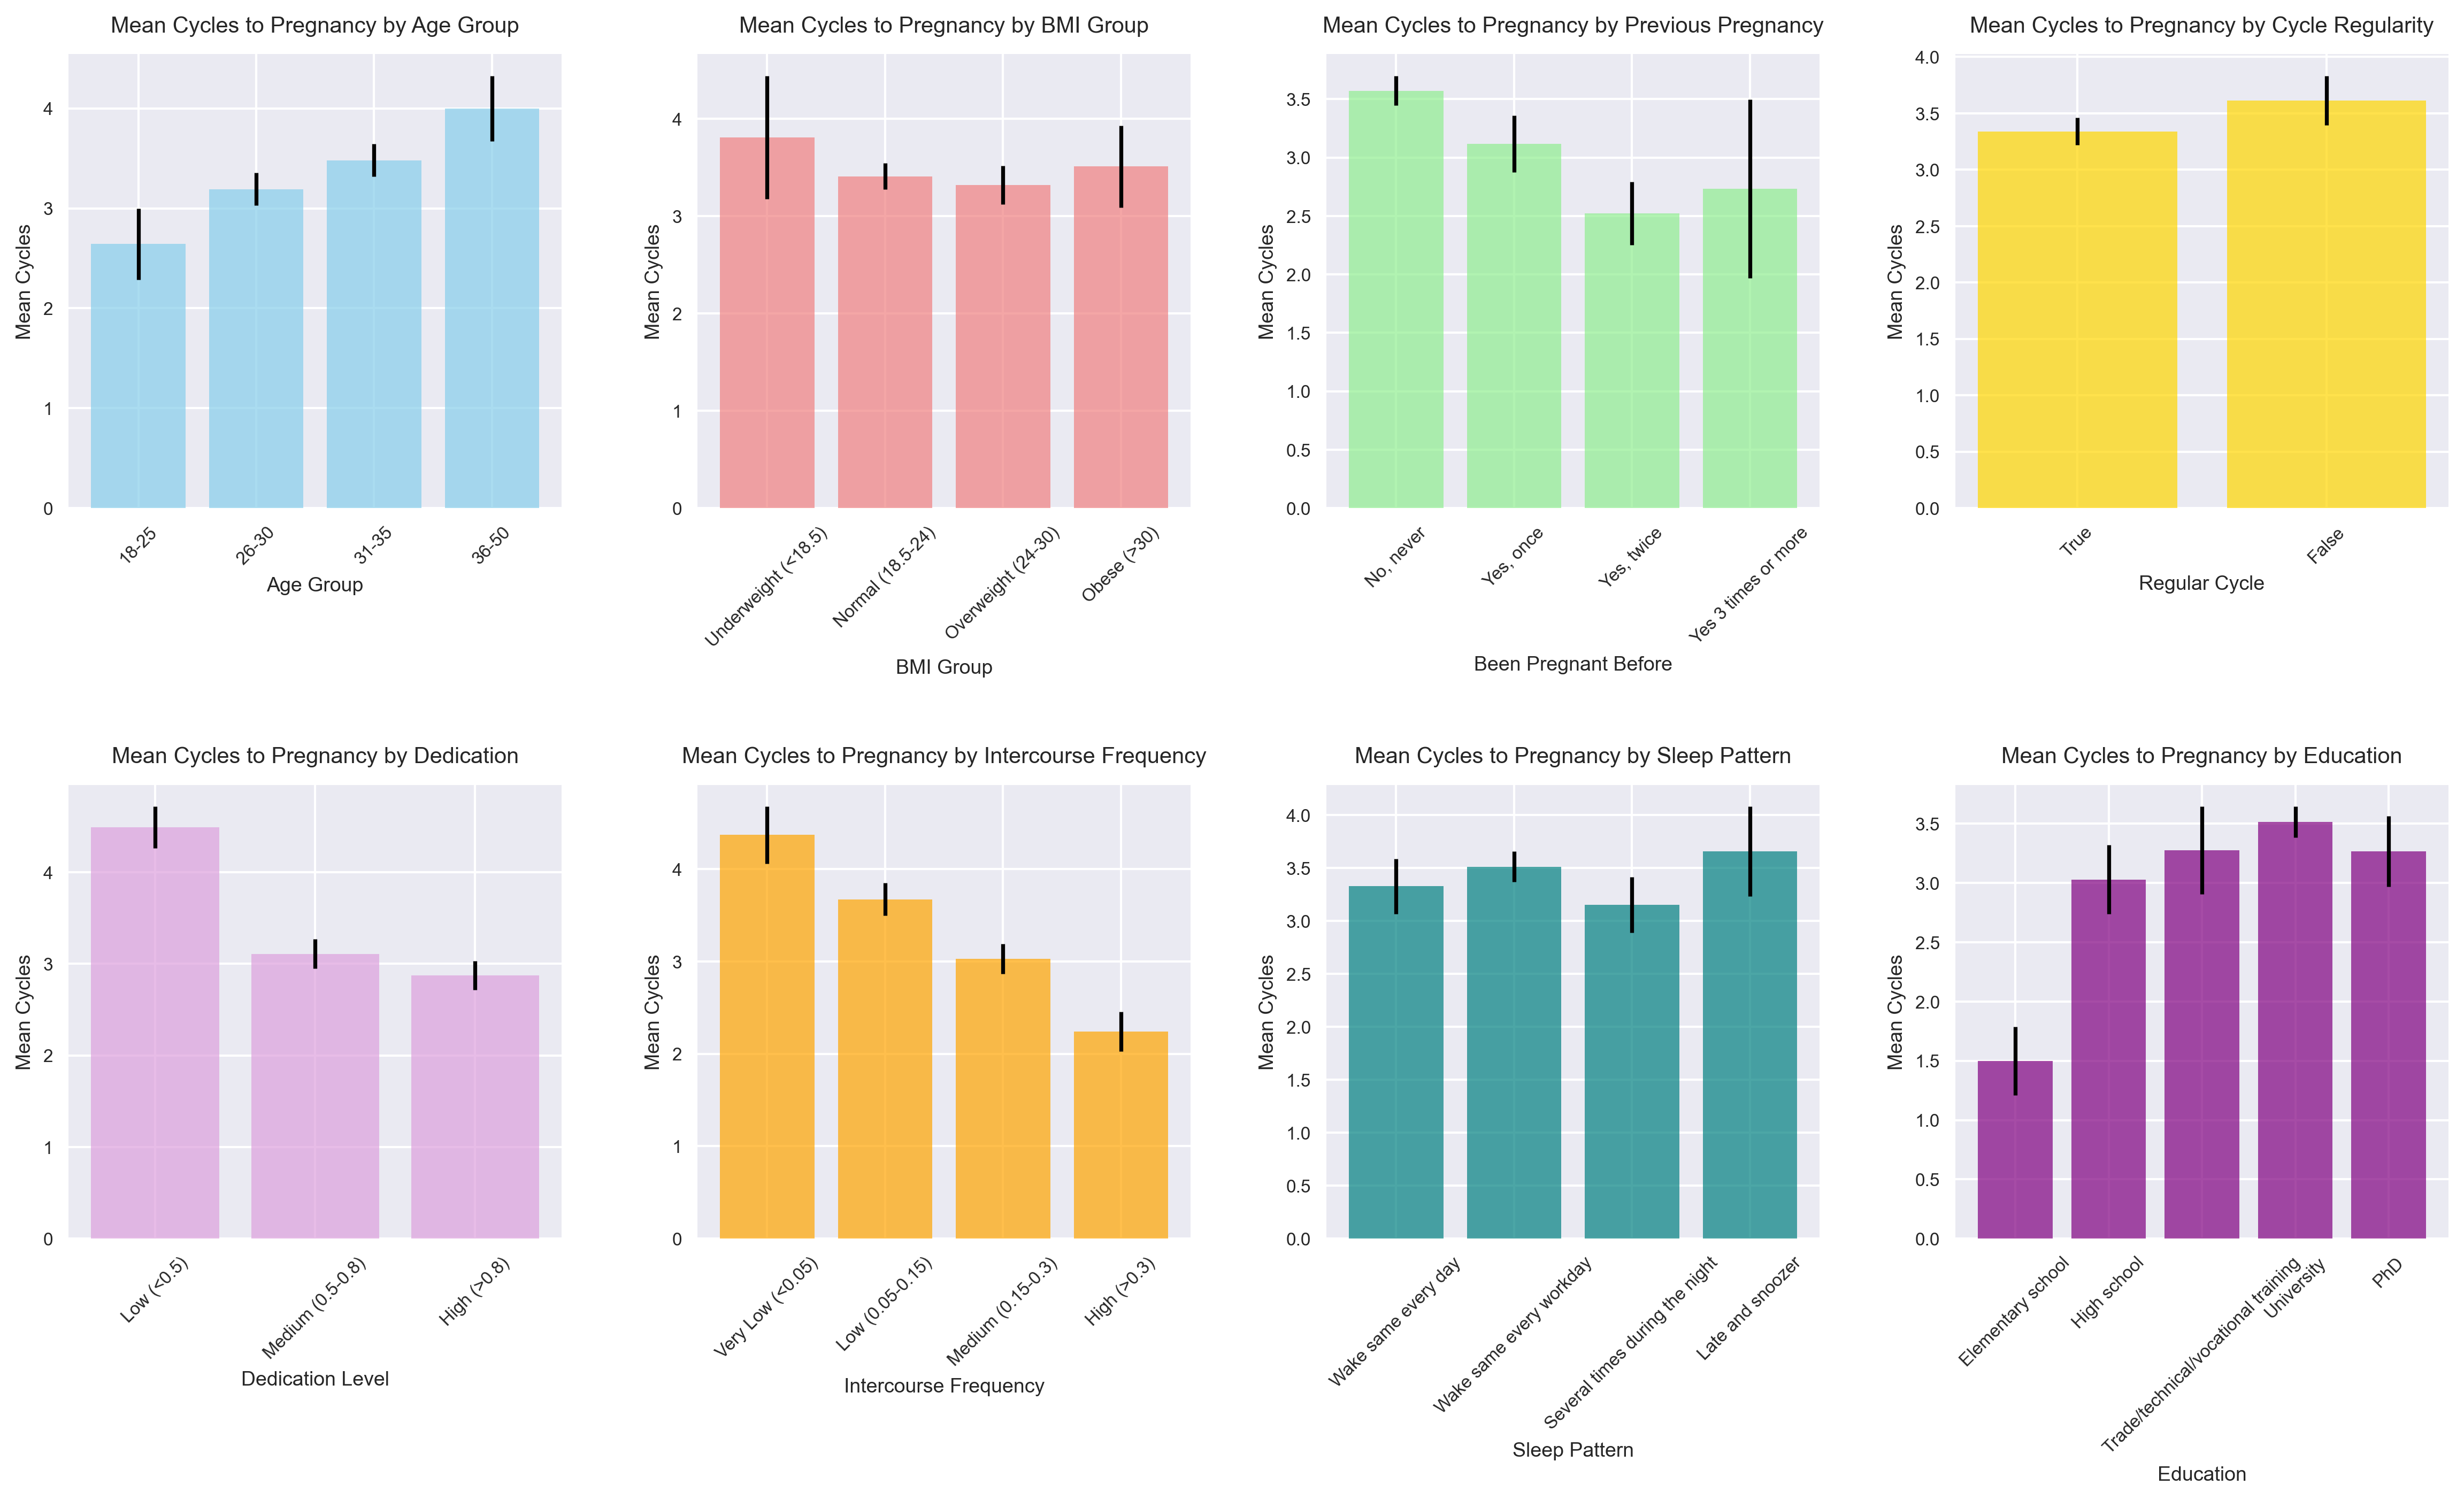 Mean Cycles to Pregnancy by Age Group
Mean Cycles
4
3
2
1
0
18-25
26-30
31-35
36-50
Age Group
Mean Cycles to Pregnancy by BMI Group
Mean Cycles
4
3
2
1
0
Underweight (<18.5)
Normal (18.5-24)
Overweight (24-30)
Obese (>30)
BMI Group
Mean Cycles to Pregnancy by Previous Pregnancy
Mean Cycles
3.5
3.0
2.5
2.0
1.5
1.0
0.5
0.0
No, never
Yes, once
Yes, twice
Yes 3 times or more
Been Pregnant Before
Mean Cycles to Pregnancy by Cycle Regularity
Mean Cycles
4.0
3.5
3.0
2.5
2.0
1.5
1.0
0.5
0.0
True
False
Regular Cycle
Mean Cycles to Pregnancy by Dedication
Mean Cycles
4
3
2
1
0
Low (<0.5)
Medium (0.5-0.8)
High (>0.8)
Dedication Level
Mean Cycles to Pregnancy by Intercourse Frequency
Mean Cycles
4
3
2
1
0
Very Low (<0.05)
Low (0.05-0.15)
Medium (0.15-0.3)
High (>0.3)
Intercourse Frequency
Mean Cycles to Pregnancy by Sleep Pattern
Mean Cycles
4.0
3.5
3.0
2.5
2.0
1.5
1.0
0.5
0.0
Wake same every day
Wake same every workday
Several times during the night
Late and snoozer
Sleep Pattern
Mean Cycles to Pregnancy by Education
Mean Cycles
3.5
3.0
2.5
2.0
1.5
1.0
0.5
0.0
Elementary school
High school
Trade/technical/vocational training
University
PhD
Education